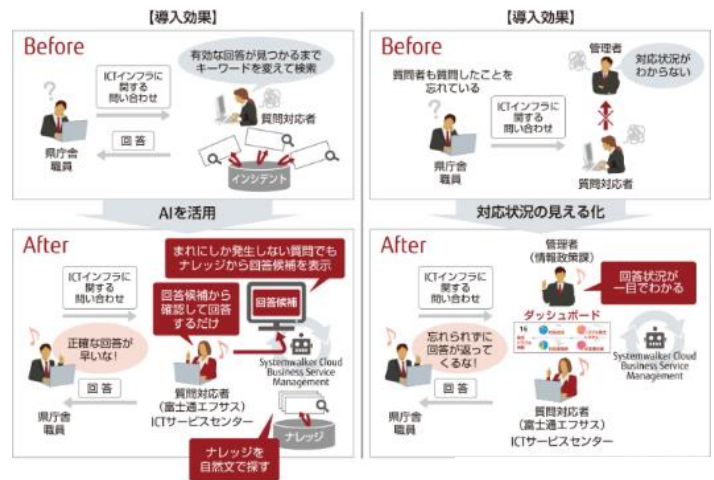 【導入効果】
Before
有効な回答が見つかるまで
キーワードを変えて検索
ICTインフラに
関する
問い合わせ
回答
県庁舎
職員
質問対応者
インシデント
AIを活用
After
まれにしか発生しない質問でも
ナレッジから回答候補を表示
ICTインフラに
関する
問い合わせ
回答候補から
確認して回答
するだけ
回答候補
正確な回答が
早いな!
Systemwalker Cloud
Business Service
Management
回答
県庁舎
職員
質問対応者
(富士通エフサス)
ICTサービスセンター
ナレッジ
ナレッジを
自然文で探す
【導入効果】
Before
管理者
対応状況が
わからない
質問者も質問したことを
忘れている
ICTインフラに
関する
問い合わせ
県庁舎
職員
質問対応者
対応状況の見える化
After
管理者
(情報政策課)
ICTインフラに
関する
問い合わせ
回答状況が
一目でわかる
ダッシュボード
16
忘れられずに
回答が返って
くるな!
Systemwalker Cloud
Business Service
Management
回答
県庁舎
職員
質問対応者
(富士通エフサス)
ICTサービスセンター